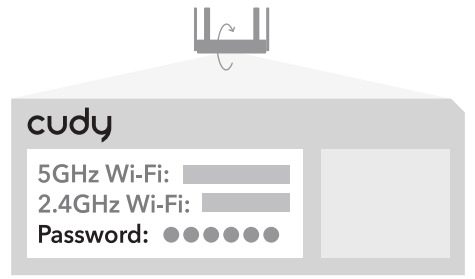 cudy
5GHz Wi-Fi:
2.4GHz Wi-Fi:
Password: ●●●●●●